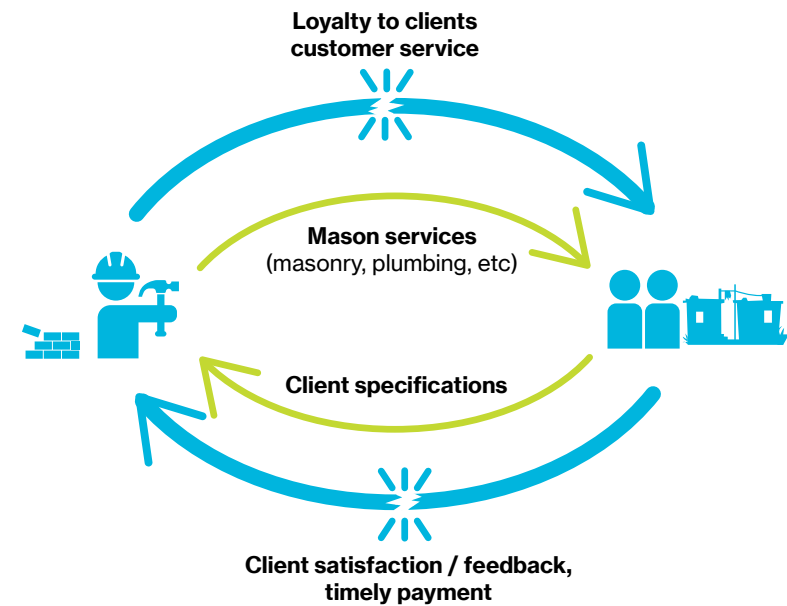 Loyalty to clients
customer service
Mason services
(masonry, plumbing, etc)
Client specifications
Client satisfaction / feedback,
timely payment